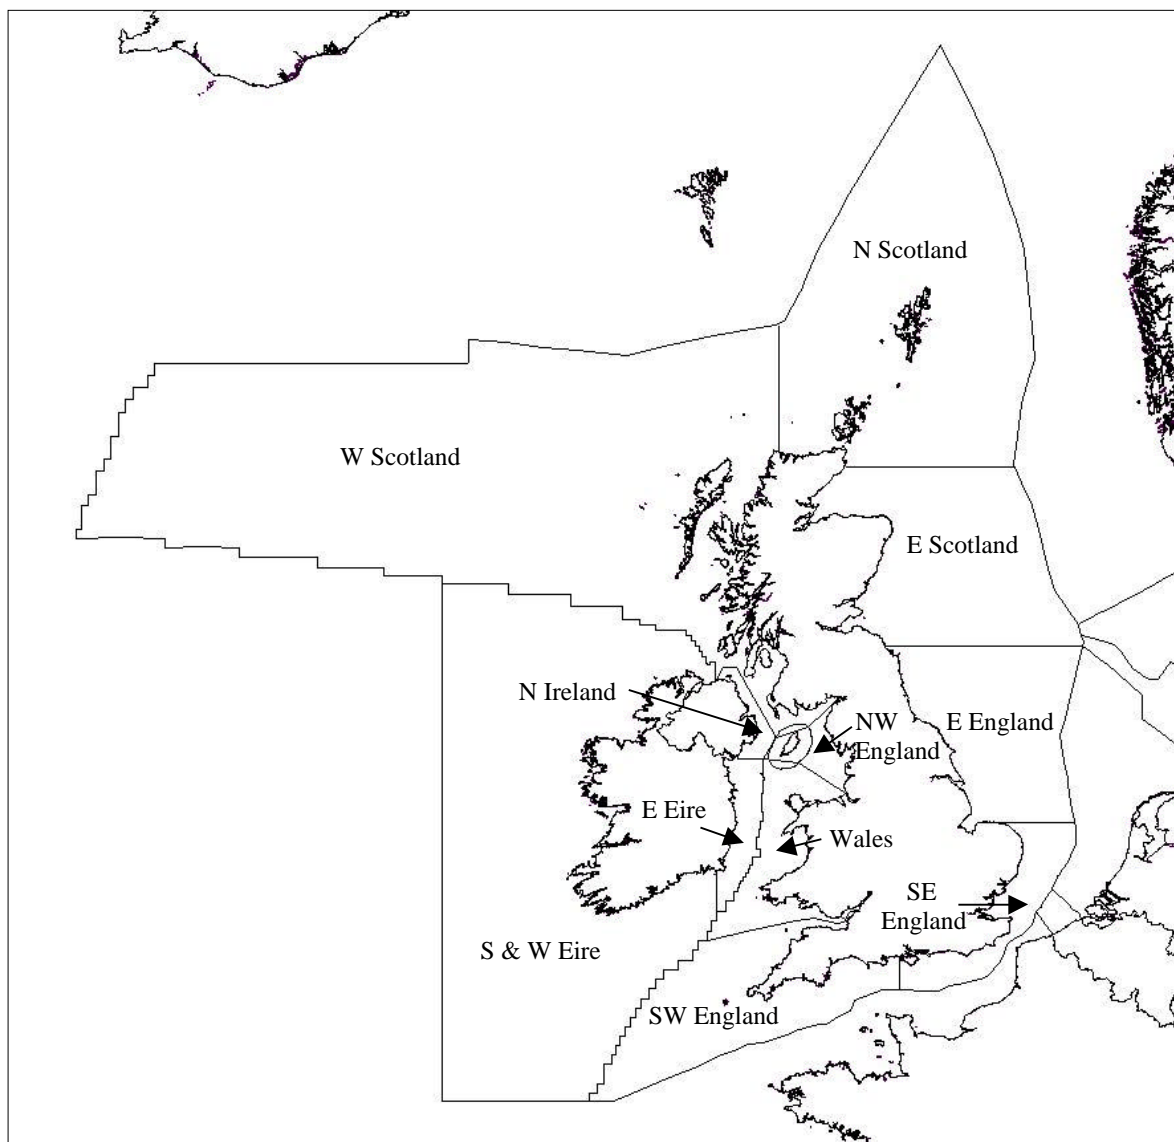 N Scotland
W Scotland
E Scotland
N Ireland
NW
England
E England
E Eire
Wales
SE
England
S & W Eire
SW England